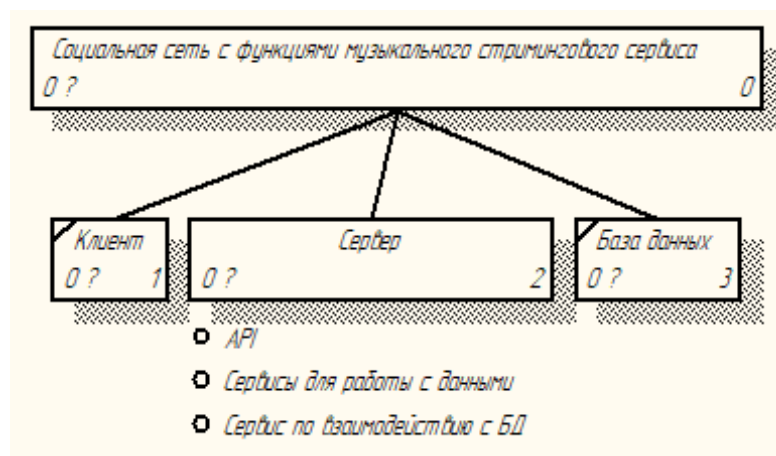 Социальная сеть с функциями музыкального стримингового сервиса
0 ? 0
Клиент Сервер База данных
0 ? 1 0 ? 2 0 ? 3
API
Сервисы для работы с данными
Сервис по взаимодействию с БД